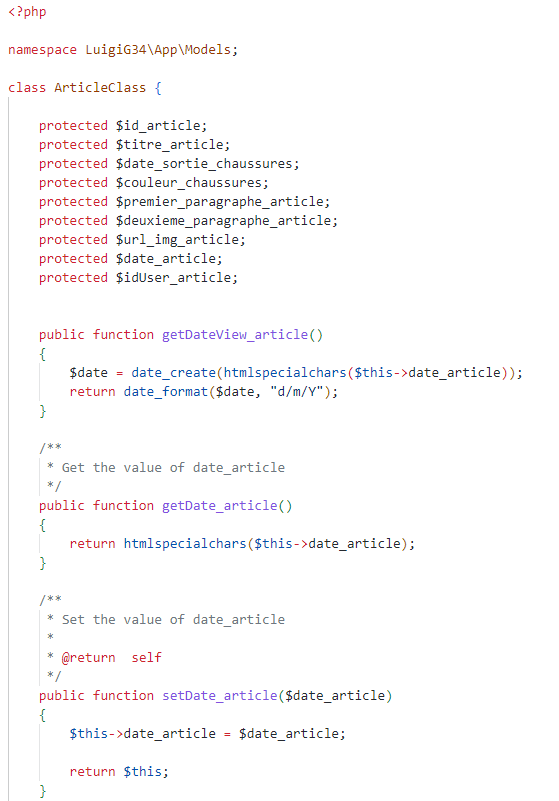 <?php
namespace LuigiG34\App\Models;
class ArticleClass {
protected $id_article;
protected $titre_article;
protected $date_sortie_chaussures;
protected $couleur_chaussures;
protected $premier_paragraphe_article;
protected $deuxieme_paragraphe_article;
protected $url_img_article;
protected $date_article;
protected $idUser_article;
public function getDateView_article()
{
$date = date_create(htmlspecialchars($this->date_article));
return date_format($date, "d/m/Y");
}
/**
* Get the value of date_article
*/
public function getDate_article()
{
return htmlspecialchars($this->date_article);
}
/**
* Set the value of date_article
*
* @return  self
*/
public function setDate_article($date_article)
{
$this->date_article = $date_article;
return $this;
}